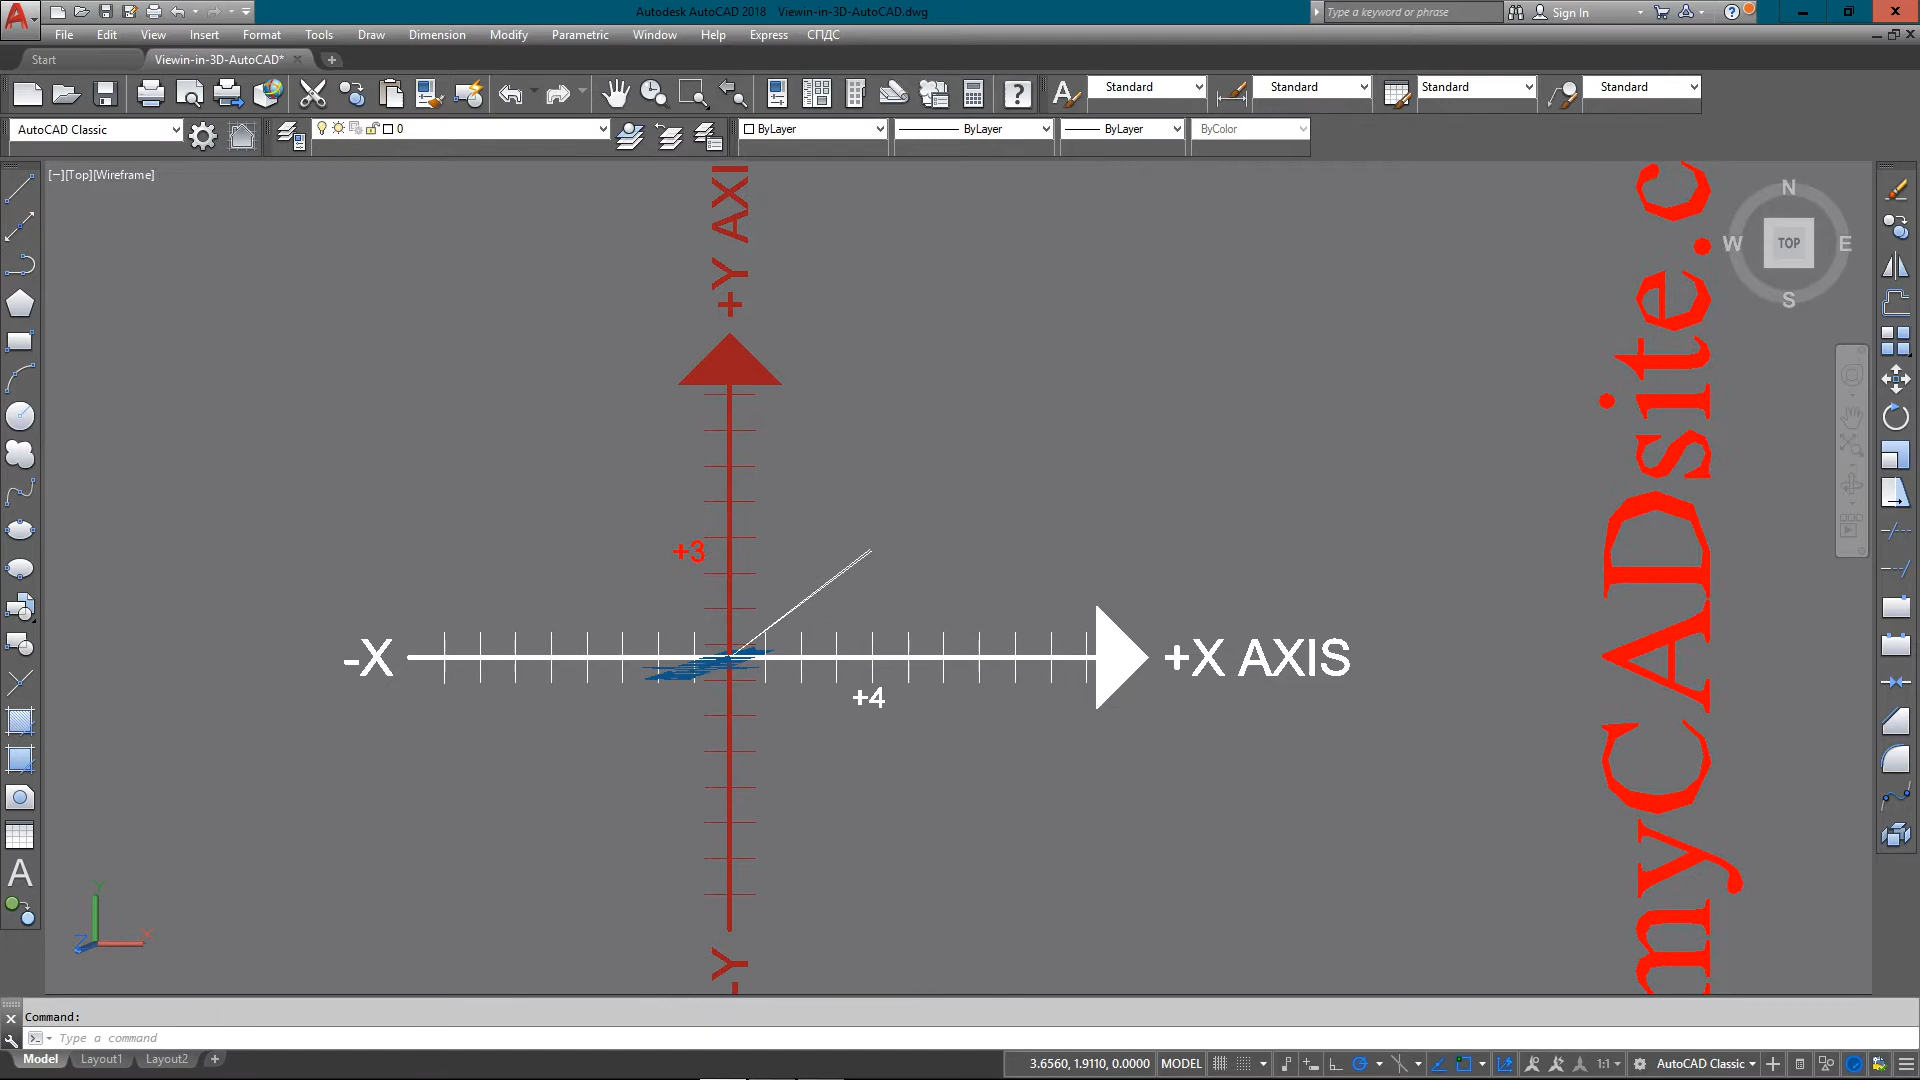 Autodesk AutoCAD 2018 Viewin-in-3D-AutoCAD.dwg
Type a keyword or phrase
Sign In
File Edit View Insert Format Tools Draw Dimension Modify Parametric Window Help Express СПДС
Start
Viewin-in-3D-AutoCAD*
Standard
Standard
Standard
Standard
AutoCAD Classic
0
ByLayer
ByLayer
ByLayer
ByColor
[−][Top][Wireframe]
+Y AXI
N
W
TOP
E
S
+3
-X
+X AXIS
+4
-Y
myCADsite.c
Y
Z
X
Command:
Type a command
Model Layout1 Layout2 +
3.6560, 1.9110, 0.0000
MODEL
1:1
AutoCAD Classic